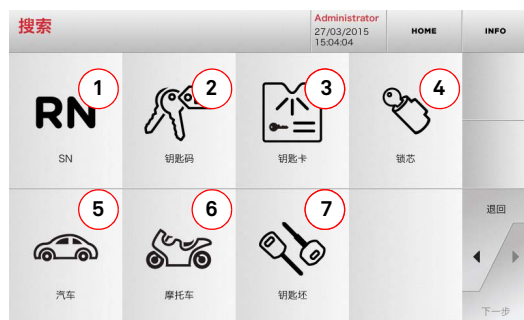 搜索
Administrator
27/03/2015
15:04:04
HOME
INFO
1
2
3
4
RN
SN
钥匙码
钥匙卡
锁芯
5
6
7
汽车
摩托车
钥匙坯
退回
下一步